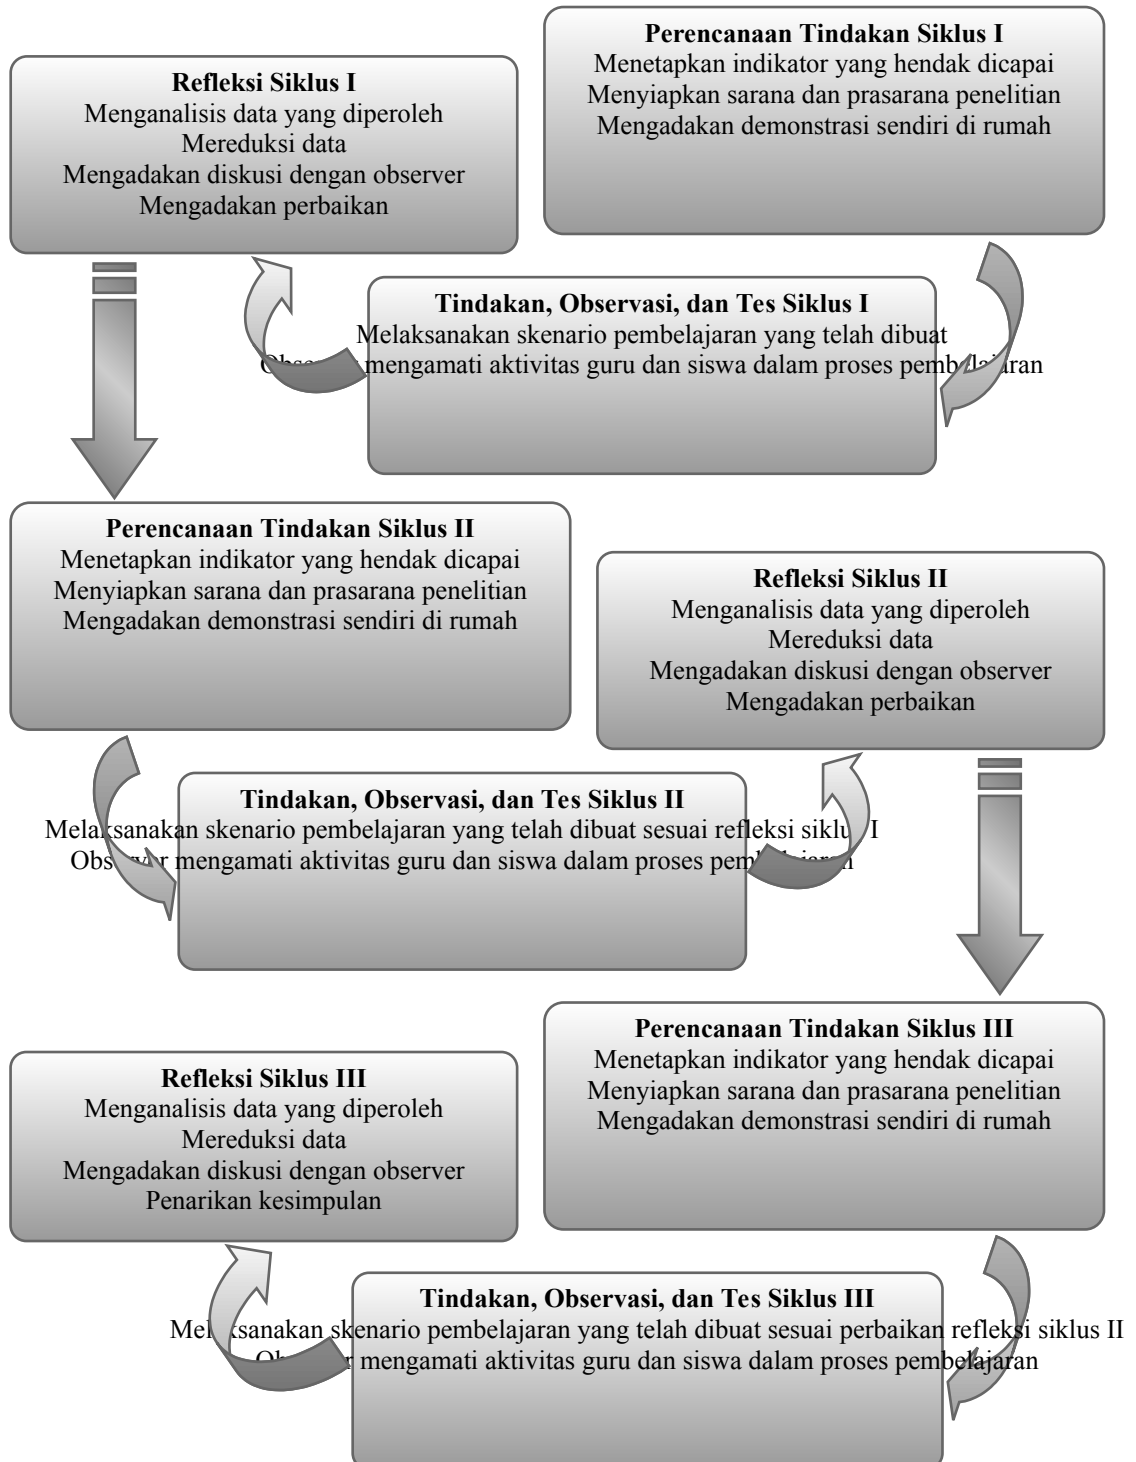 Perencanaan Tindakan Siklus I
Menetapkan indikator yang hendak dicapai
Menyiapkan sarana dan prasarana penelitian
Mengadakan demonstrasi sendiri di rumah
Refleksi Siklus I
Menganalisis data yang diperoleh
Mereduksi data
Mengadakan diskusi dengan observer
Mengadakan perbaikan
Tindakan, Observasi, dan Tes Siklus I
Melaksanakan skenario pembelajaran yang telah dibuat
Observer mengamati aktivitas guru dan siswa dalam proses pembelajaran
Perencanaan Tindakan Siklus II
Menetapkan indikator yang hendak dicapai
Menyiapkan sarana dan prasarana penelitian
Mengadakan demonstrasi sendiri di rumah
Refleksi Siklus II
Menganalisis data yang diperoleh
Mereduksi data
Mengadakan diskusi dengan observer
Mengadakan perbaikan
Tindakan, Observasi, dan Tes Siklus II
Melaksanakan skenario pembelajaran yang telah dibuat sesuai refleksi siklus I
Observer mengamati aktivitas guru dan siswa dalam proses pembelajaran
Perencanaan Tindakan Siklus III
Menetapkan indikator yang hendak dicapai
Menyiapkan sarana dan prasarana penelitian
Mengadakan demonstrasi sendiri di rumah
Refleksi Siklus III
Menganalisis data yang diperoleh
Mereduksi data
Mengadakan diskusi dengan observer
Penarikan kesimpulan
Tindakan, Observasi, dan Tes Siklus III
Melaksanakan skenario pembelajaran yang telah dibuat sesuai perbaikan refleksi siklus II
Observer mengamati aktivitas guru dan siswa dalam proses pembelajaran